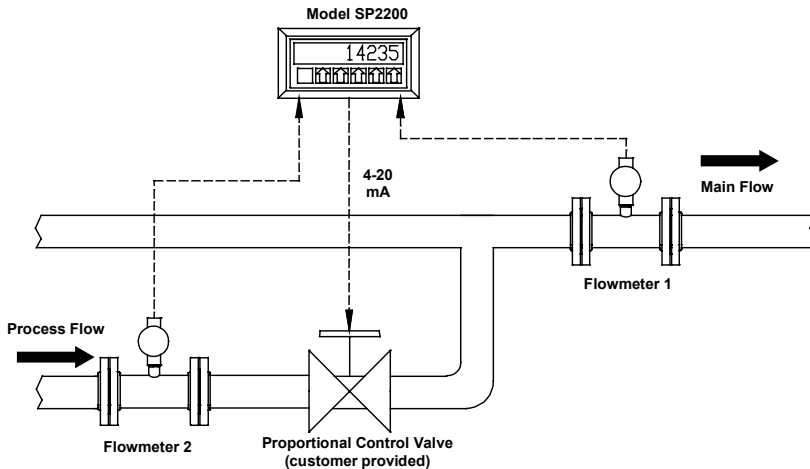 Model SP2200
14235
4-20
mA
Main Flow
Flowmeter 1
Process Flow
Flowmeter 2
Proportional Control Valve
(customer provided)